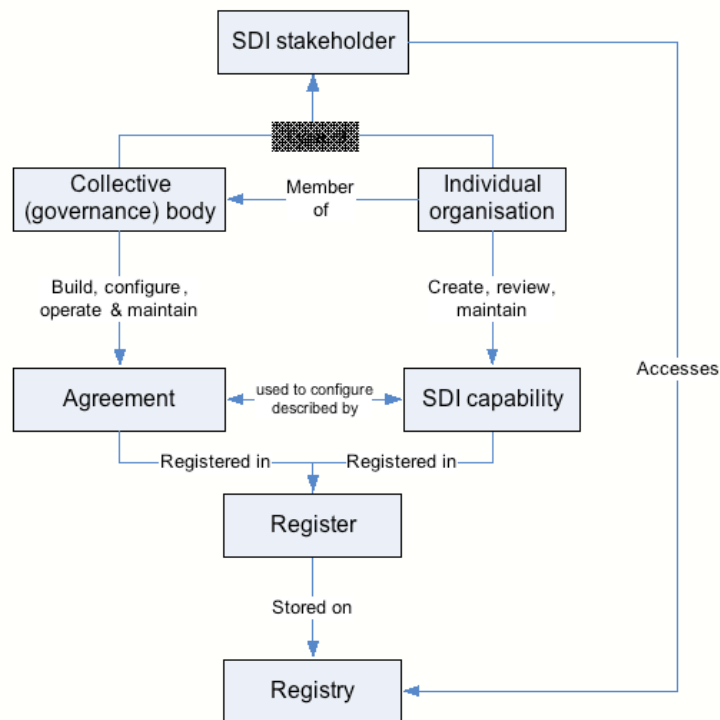 SDI stakeholder
Collective
(governance) body
Member
of
Individual
organisation
Build, configure,
operate & maintain
Create, review,
maintain
Accesses
Agreement
used to configure
described by
SDI capability
Registered in
Registered in
Register
Stored on
Registry